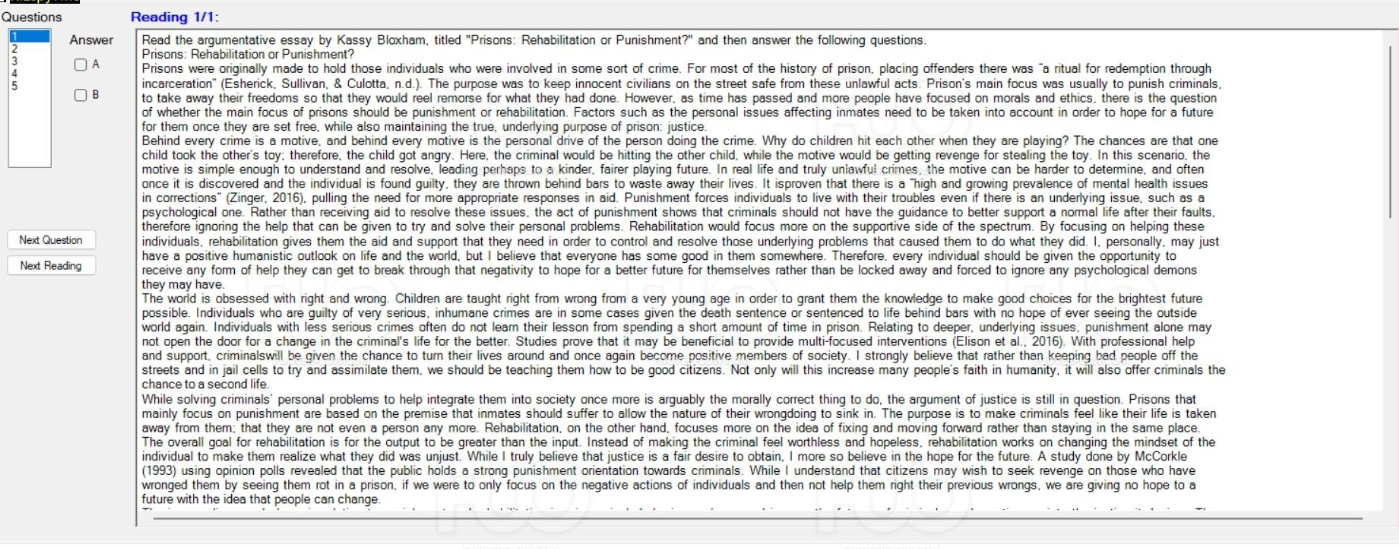 Questions
Reading 1/1:
1
2
3
4
5
Answer
A
B
Next Question
Next Reading
Read the argumentative essay by Kassy Bloxham, titled "Prisons: Rehabilitation or Punishment?" and then answer the following questions.
Prisons: Rehabilitation or Punishment?
Prisons were originally made to hold those individuals who were involved in some sort of crime. For most of the history of prison, placing offenders there was "a ritual for redemption through
incarceration" (Esherick, Sullivan, & Culotta, n.d.). The purpose was to keep innocent civilians on the street safe from these unlawful acts. Prison's main focus was usually to punish criminals,
to take away their freedoms so that they would reel remorse for what they had done. However, as time has passed and more people have focused on morals and ethics, there is the question
of whether the main focus of prisons should be punishment or rehabilitation. Factors such as the personal issues affecting inmates need to be taken into account in order to hope for a future
for them once they are set free, while also maintaining the true, underlying purpose of prison: justice.
Behind every crime is a motive, and behind every motive is the personal drive of the person doing the crime. Why do children hit each other when they are playing? The chances are that one
child took the other's toy; therefore, the child got angry. Here, the criminal would be hitting the other child, while the motive would be getting revenge for stealing the toy. In this scenario, the
motive is simple enough to understand and resolve, leading perhaps to a kinder, fairer playing future. In real life and truly unlawful crimes, the motive can be harder to determine, and often
once it is discovered and the individual is found guilty, they are thrown behind bars to waste away their lives. It isproven that there is a "high and growing prevalence of mental health issues
in corrections" (Zinger, 2016), pulling the need for more appropriate responses in aid. Punishment forces individuals to live with their troubles even if there is an underlying issue, such as a
psychological one. Rather than receiving aid to resolve these issues, the act of punishment shows that criminals should not have the guidance to better support a normal life after their faults,
therefore ignoring the help that can be given to try and solve their personal problems. Rehabilitation would focus more on the supportive side of the spectrum. By focusing on helping these
individuals, rehabilitation gives them the aid and support that they need in order to control and resolve those underlying problems that caused them to do what they did. I, personally, may just
have a positive humanistic outlook on life and the world, but I believe that everyone has some good in them somewhere. Therefore, every individual should be given the opportunity to
receive any form of help they can get to break through that negativity to hope for a better future for themselves rather than be locked away and forced to ignore any psychological demons
they may have.
The world is obsessed with right and wrong. Children are taught right from wrong from a very young age in order to grant them the knowledge to make good choices for the brightest future
possible. Individuals who are guilty of very serious, inhumane crimes are in some cases given the death sentence or sentenced to life behind bars with no hope of ever seeing the outside
world again. Individuals with less serious crimes often do not learn their lesson from spending a short amount of time in prison. Relating to deeper, underlying issues, punishment alone may
not open the door for a change in the criminal's life for the better. Studies prove that it may be beneficial to provide multi-focused interventions (Elison et al., 2016). With professional help
and support, criminalswill be given the chance to turn their lives around and once again become positive members of society. I strongly believe that rather than keeping bad people off the
streets and in jail cells to try and assimilate them, we should be teaching them how to be good citizens. Not only will this increase many people's faith in humanity, it will also offer criminals the
chance to a second life.
While solving criminals' personal problems to help integrate them into society once more is arguably the morally correct thing to do, the argument of justice is still in question. Prisons that
mainly focus on punishment are based on the premise that inmates should suffer to allow the nature of their wrongdoing to sink in. The purpose is to make criminals feel like their life is taken
away from them; that they are not even a person any more. Rehabilitation, on the other hand, focuses more on the idea of fixing and moving forward rather than staying in the same place.
The overall goal for rehabilitation is for the output to be greater than the input. Instead of making the criminal feel worthless and hopeless, rehabilitation works on changing the mindset of the
individual to make them realize what they did was unjust. While I truly believe that justice is a fair desire to obtain, I more so believe in the hope for the future. A study done by McCorkle
(1993) using opinion polls revealed that the public holds a strong punishment orientation towards criminals. While I understand that citizens may wish to seek revenge on those who have
wronged them by seeing them rot in a prison, if we were to only focus on the negative actions of individuals and then not help them right their previous wrongs, we are giving no hope to a
future with the idea that people can change.